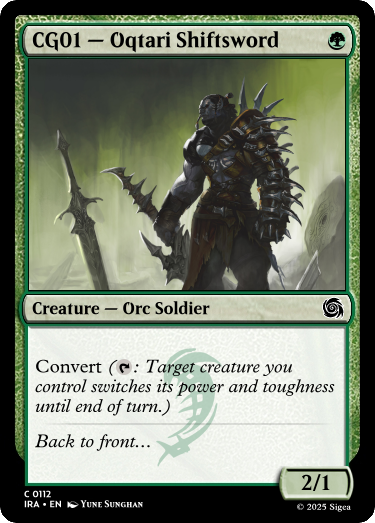 CG01 — Oqtari Shiftsword
Creature — Orc Soldier
Convert (: Target creature you
control switches its power and toughness
until end of turn.)
Back to front…
2/1
C 0112
IRA • EN Yune Sunghan
© 2025 Sigea